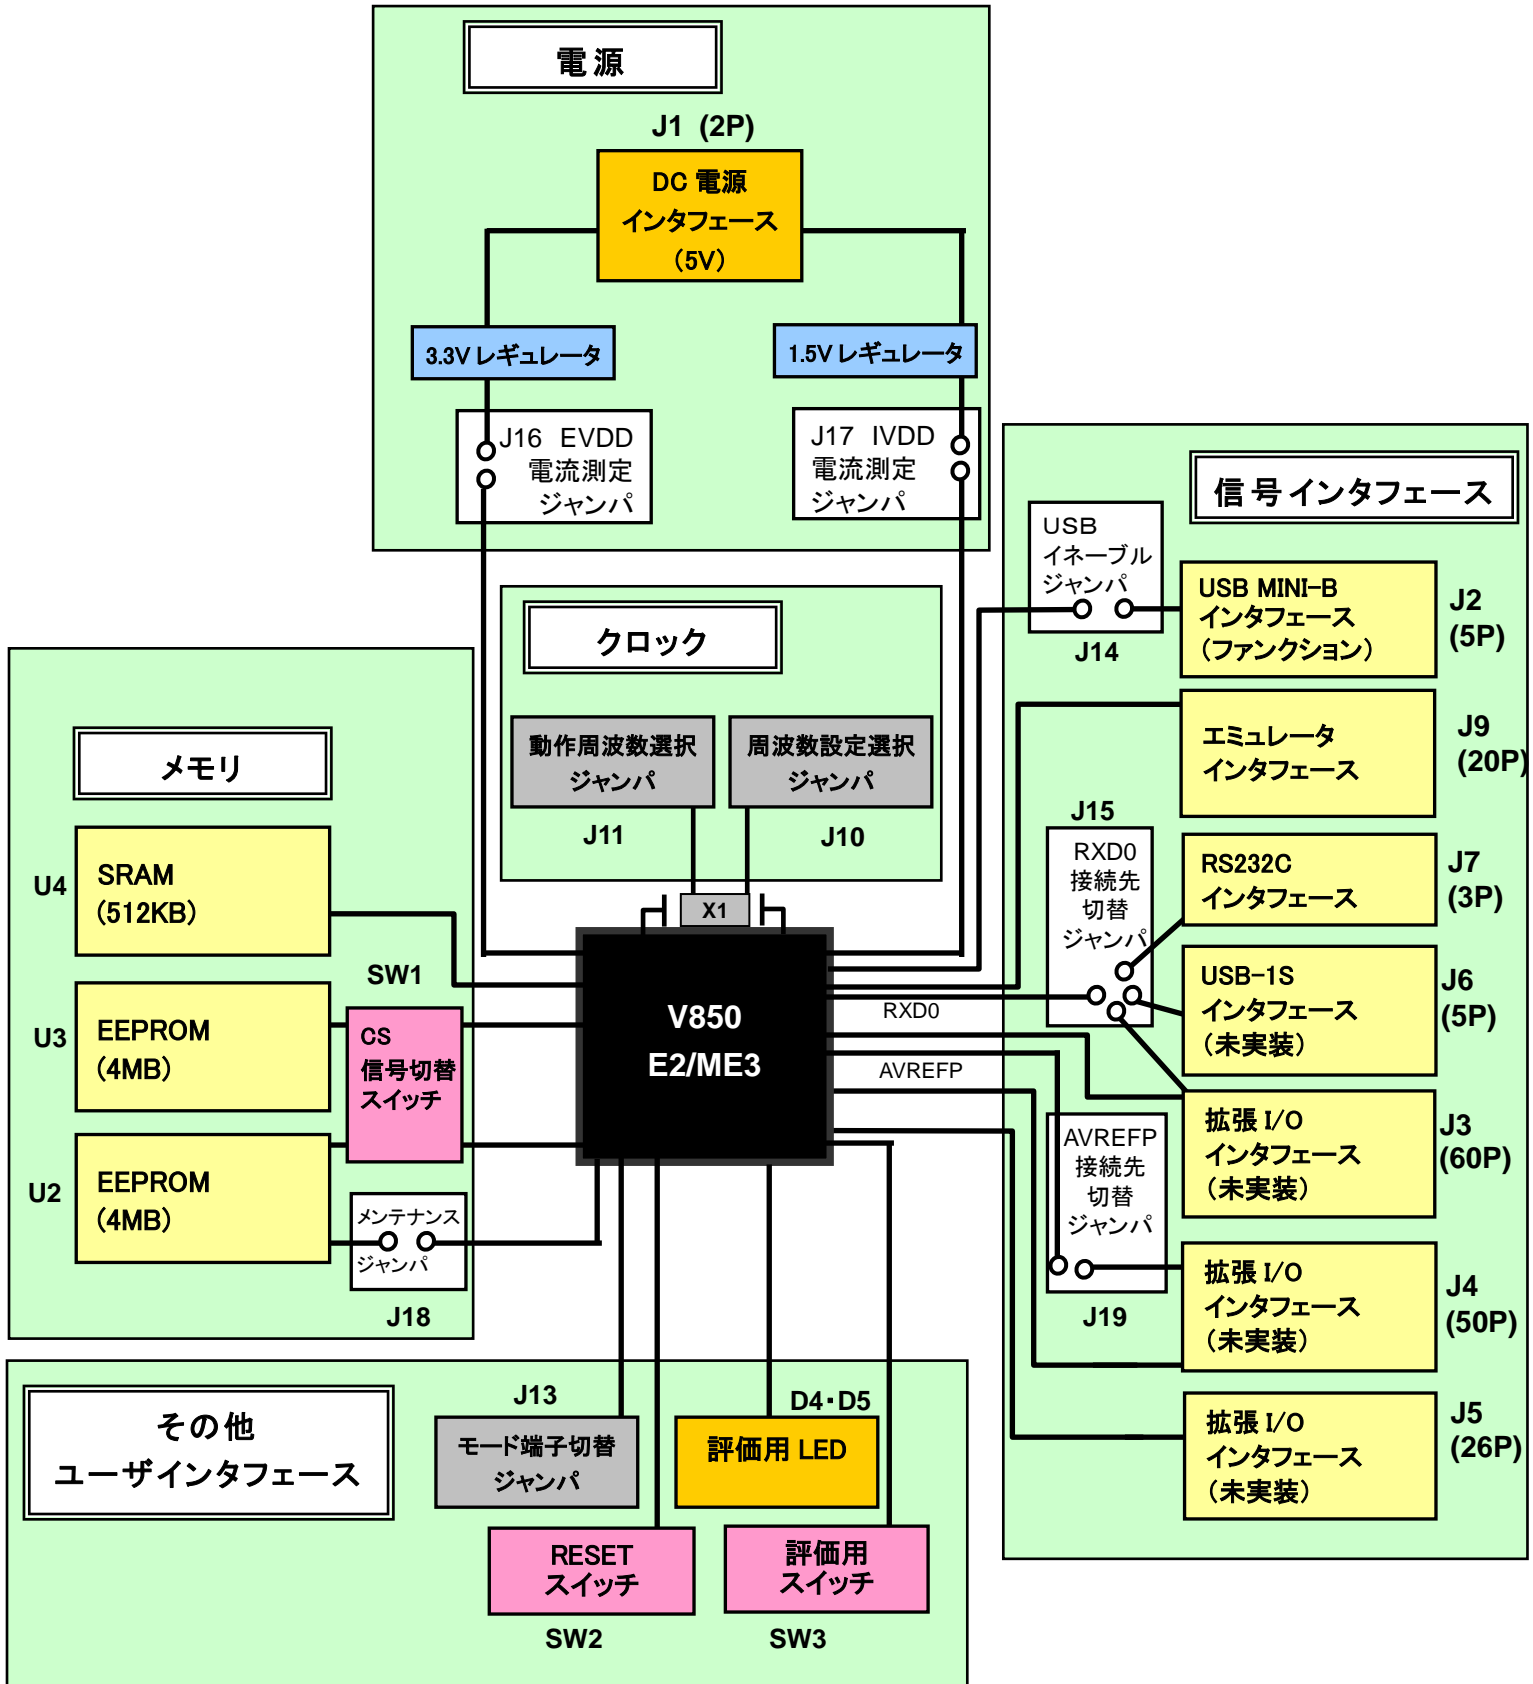 電源
J1 (2P)
DC 電源
インタフェース
(5V)
3.3V レギュレータ
1.5V レギュレータ
J16 EVDD
電流測定
ジャンパ
J17 IVDD
電流測定
ジャンパ
クロック
動作周波数選択
ジャンパ
J11
周波数設定選択
ジャンパ
J10
X1
メモリ
U4
SRAM
(512KB)
SW1
U3
EEPROM
(4MB)
CS
信号切替
スイッチ
U2
EEPROM
(4MB)
メンテナンス
ジャンパ
J18
V850
E2/ME3
RXD0
AVREFP
信号インタフェース
USB
イネーブル
ジャンパ
J14
USB MINI-B
インタフェース
(ファンクション)
J2
(5P)
エミュレータ
インタフェース
J9
(20P)
J15
RXD0
接続先
切替
ジャンパ
RS232C
インタフェース
J7
(3P)
USB-1S
インタフェース
(未実装)
J6
(5P)
拡張 I/O
インタフェース
(未実装)
J3
(60P)
AVREFP
接続先
切替
ジャンパ
J19
拡張 I/O
インタフェース
(未実装)
J4
(50P)
拡張 I/O
インタフェース
(未実装)
J5
(26P)
その他
ユーザインタフェース
J13
モード端子切替
ジャンパ
D4・D5
評価用 LED
RESET
スイッチ
SW2
評価用
スイッチ
SW3